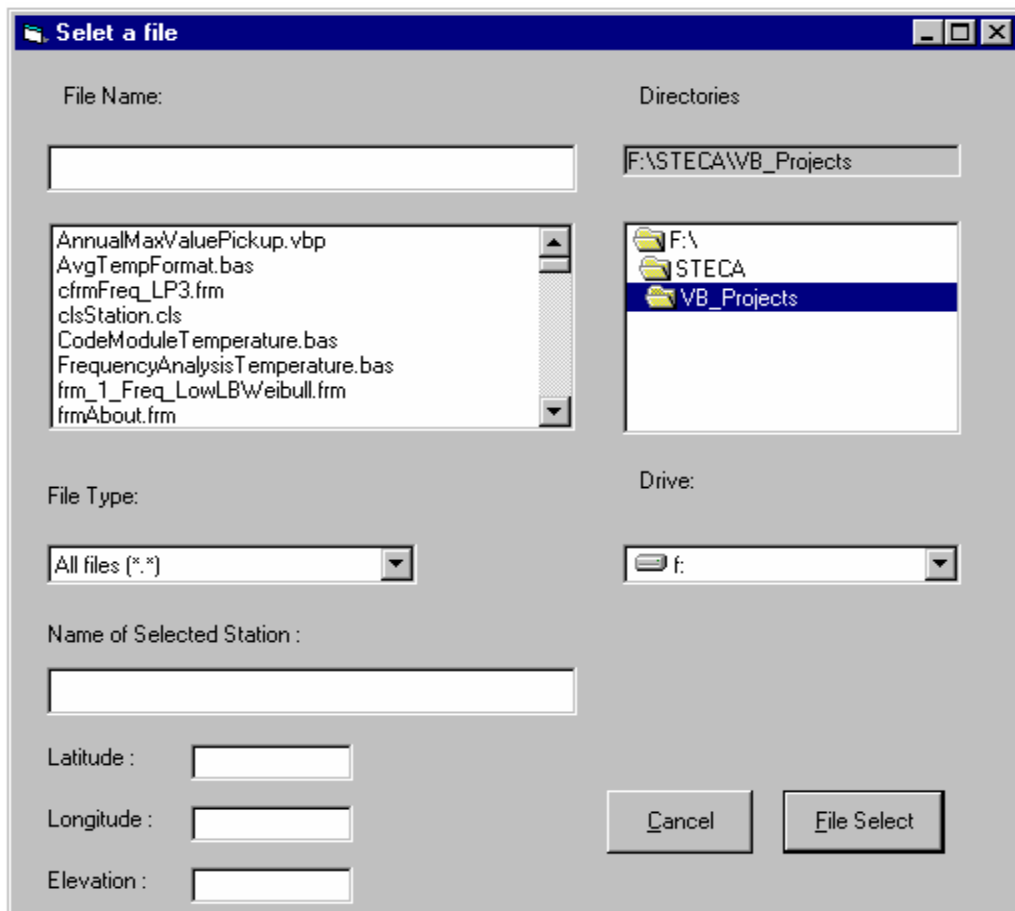 Selet a file
File Name:
Directories
F:\STECA\VB_Projects
AnnualMaxValuePickup.vbp
AvgTempFormat.bas
cfrmFreq_LP3.frm
clsStation.cls
CodeModuleTemperature.bas
FrequencyAnalysisTemperature.bas
frm_1_Freq_LowLBWeibull.frm
frmAbout.frm
F:\
STECA
VB_Projects
File Type:
Drive:
All files (*.*)
f:
Name of Selected Station :
Latitude :
Longitude :
Elevation :
Cancel
File Select